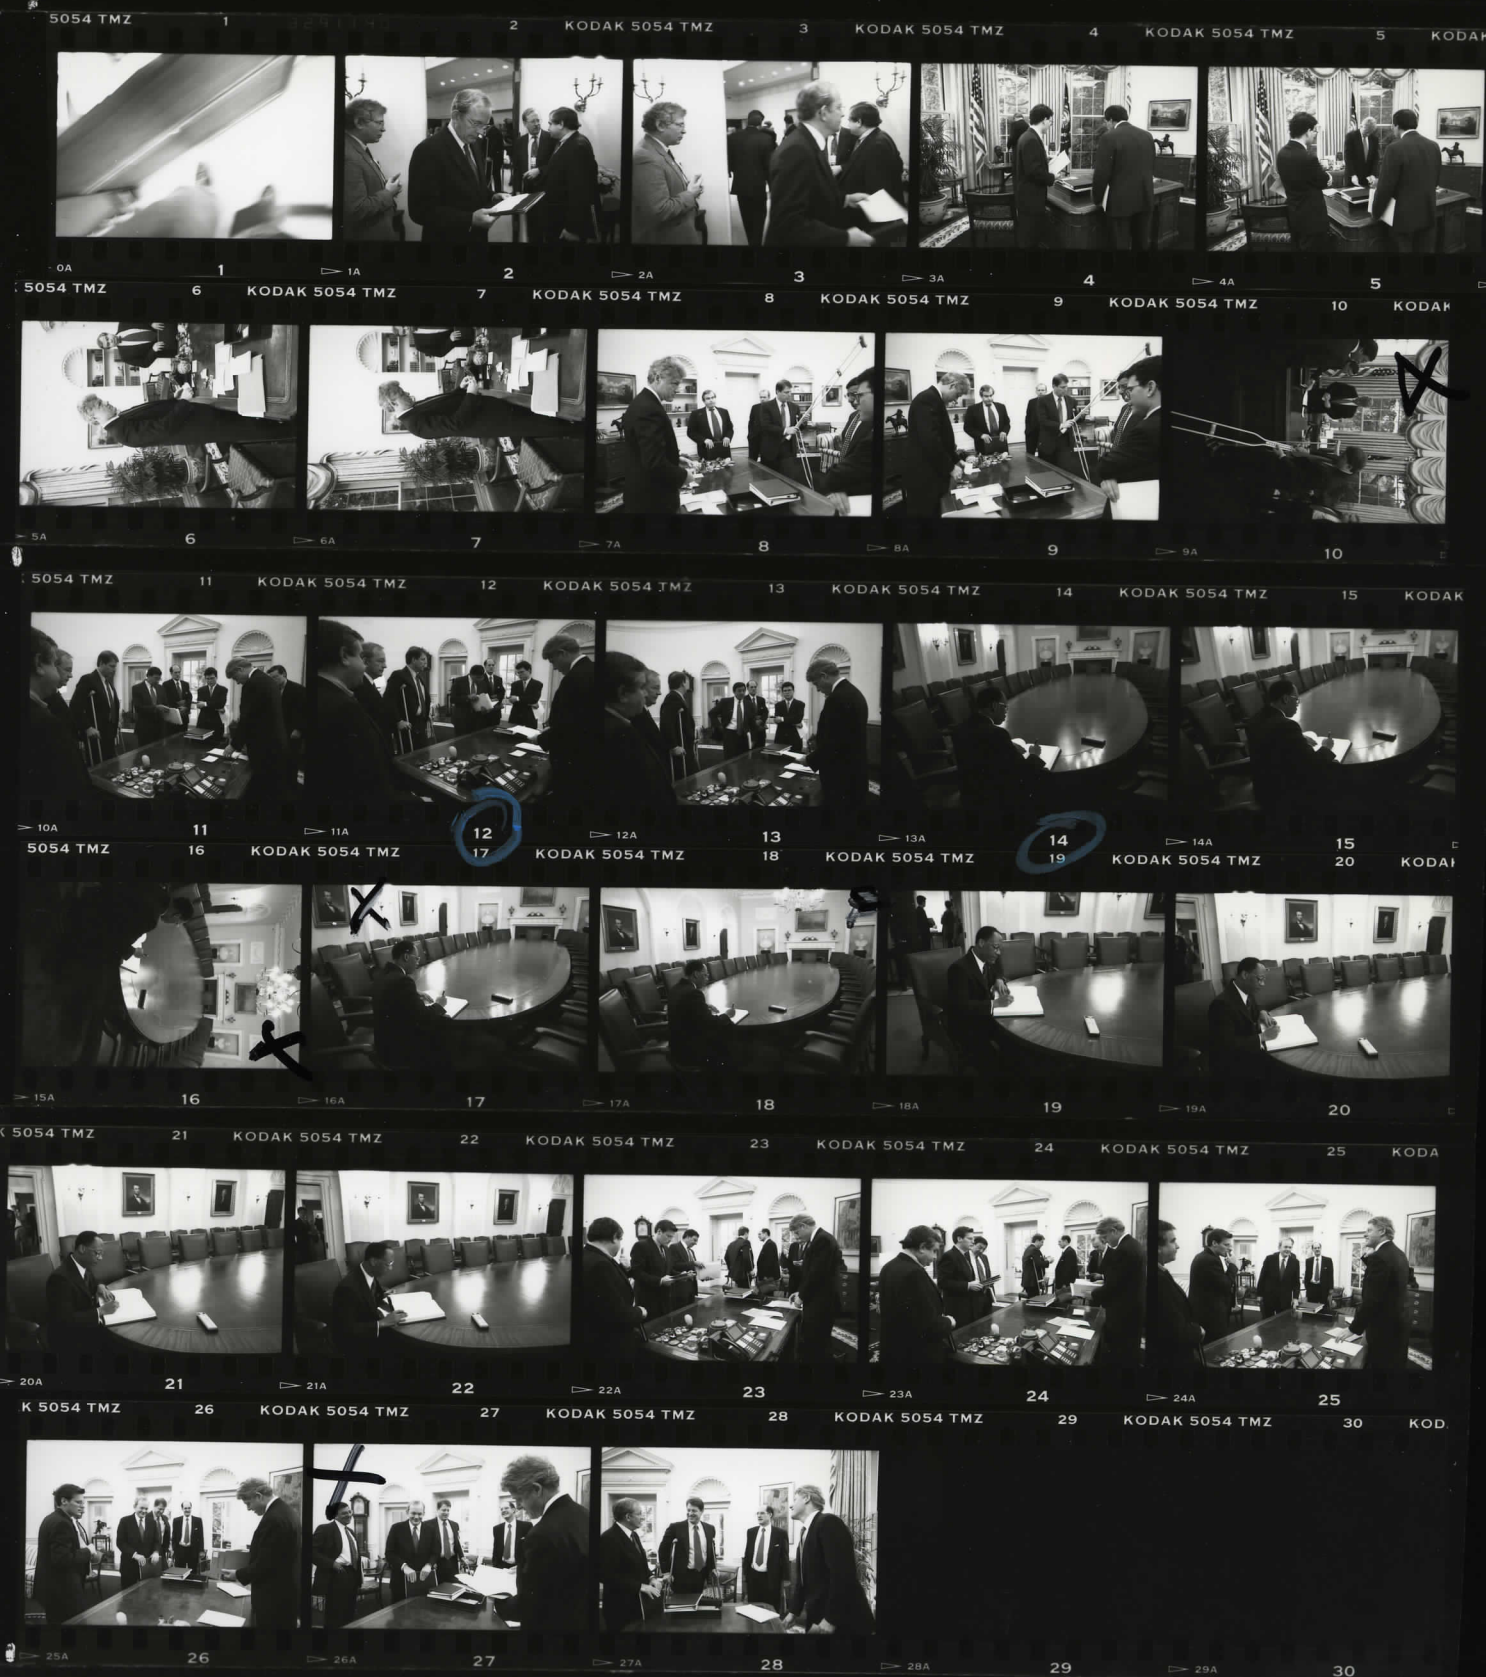 5054 TMZ 1 2 KODAK 5054 TMZ 3 KODAK 5054 TMZ 4 KODAK 5054 TMZ 5 KODAK
0A 1 1A 2 2A 3 3A 4 4A 5
5054 TMZ 6 KODAK 5054 TMZ 7 KODAK 5054 TMZ 8 KODAK 5054 TMZ 9 KODAK 5054 TMZ 10 KODAK
5A 6 6A 7 7A 8 8A 9 9A 10
5054 TMZ 11 KODAK 5054 TMZ 12 KODAK 5054 TMZ 13 KODAK 5054 TMZ 14 KODAK 5054 TMZ 15 KODAK
10A 11 11A 12 12A 13 13A 14 14A 15
5054 TMZ 16 KODAK 5054 TMZ 17 KODAK 5054 TMZ 18 KODAK 5054 TMZ 19 KODAK 5054 TMZ 20 KODAK
15A 16 16A 17 17A 18 18A 19 19A 20
5054 TMZ 21 KODAK 5054 TMZ 22 KODAK 5054 TMZ 23 KODAK 5054 TMZ 24 KODAK 5054 TMZ 25 KODA
20A 21 21A 22 22A 23 23A 24 24A 25
K 5054 TMZ 26 KODAK 5054 TMZ 27 KODAK 5054 TMZ 28 KODAK 5054 TMZ 29 KODAK 5054 TMZ 30 KOD
25A 26 26A 27 27A 28 28A 29 29A 30